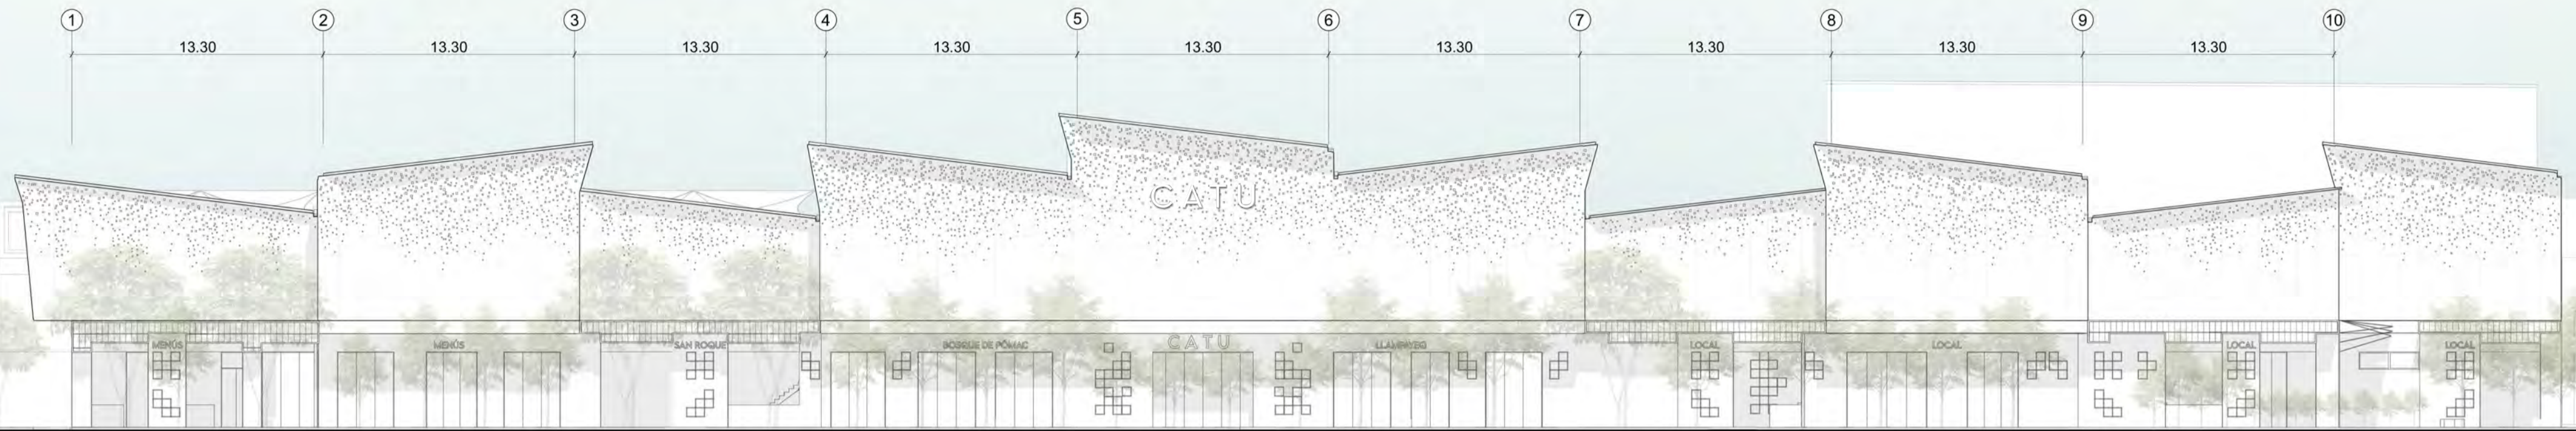 1 2 3 4 5 6 7 8 9 10
13.30 13.30 13.30 13.30 13.30 13.30 13.30 13.30 13.30
CATU
CATU
MENÚS MENÚS SAN ROQUE BOSQUE DE PÓMAC LLAMPAYEG LOCAL LOCAL LOCAL LOCAL